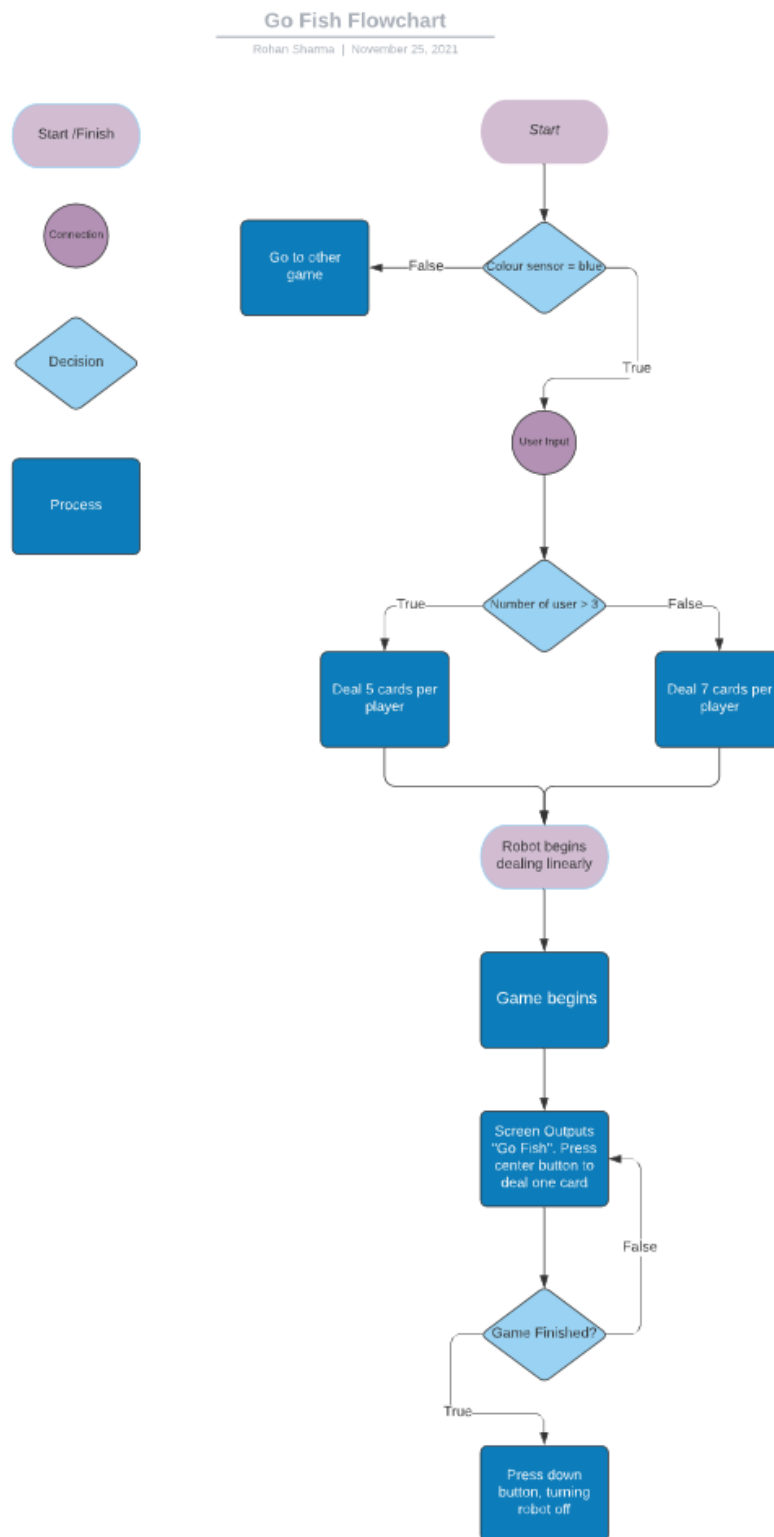 Go Fish Flowchart
Rohan Sharma | November 25, 2021
Start /Finish
Connection
Decision
Process
Start
Colour sensor = blue
False
Go to other
game
True
User Input
Number of user > 3
True
False
Deal 5 cards per
player
Deal 7 cards per
player
Robot begins
dealing linearly
Game begins
Screen Outputs
"Go Fish". Press
center button to
deal one card
False
Game Finished?
True
Press down
button, turning
robot off